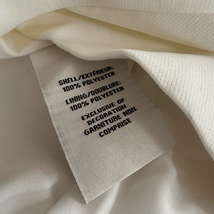 SHELL/EXTÉRIEUR:
100% POLYESTER
LINING/DOUBLURE:
100% POLYESTER
EXCLUSIVE OF
DECORATION
GARNITURE NON
COMPRISE